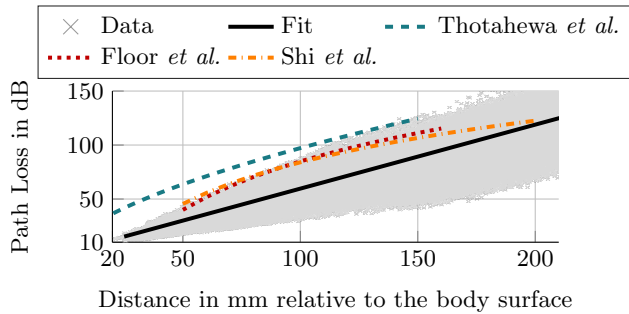 Data Fit Thotahewa et al.
Floor et al. Shi et al.
Path Loss in dB
150
100
50
10
20 50 100 150 200
Distance in mm relative to the body surface